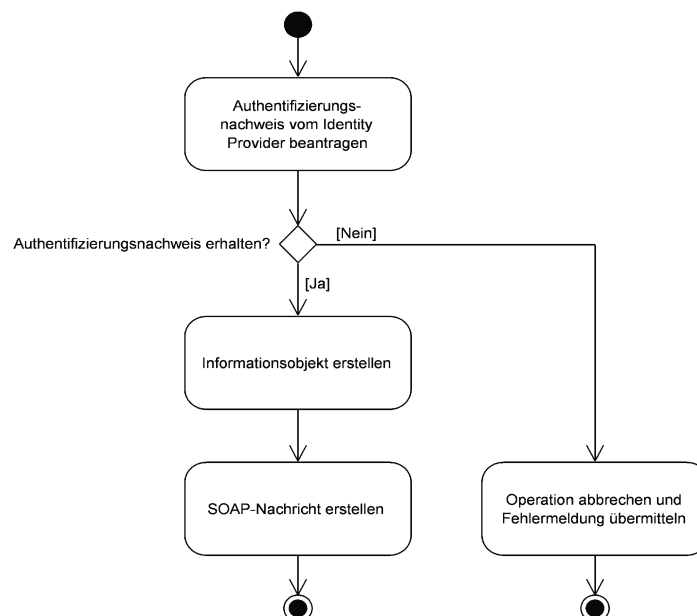 Authentifizierungs-
nachweis vom Identity
Provider beantragen
Authentifizierungsnachweis erhalten?
[Nein]
[Ja]
Informationsobjekt erstellen
SOAP-Nachricht erstellen
Operation abbrechen und
Fehlermeldung übermitteln